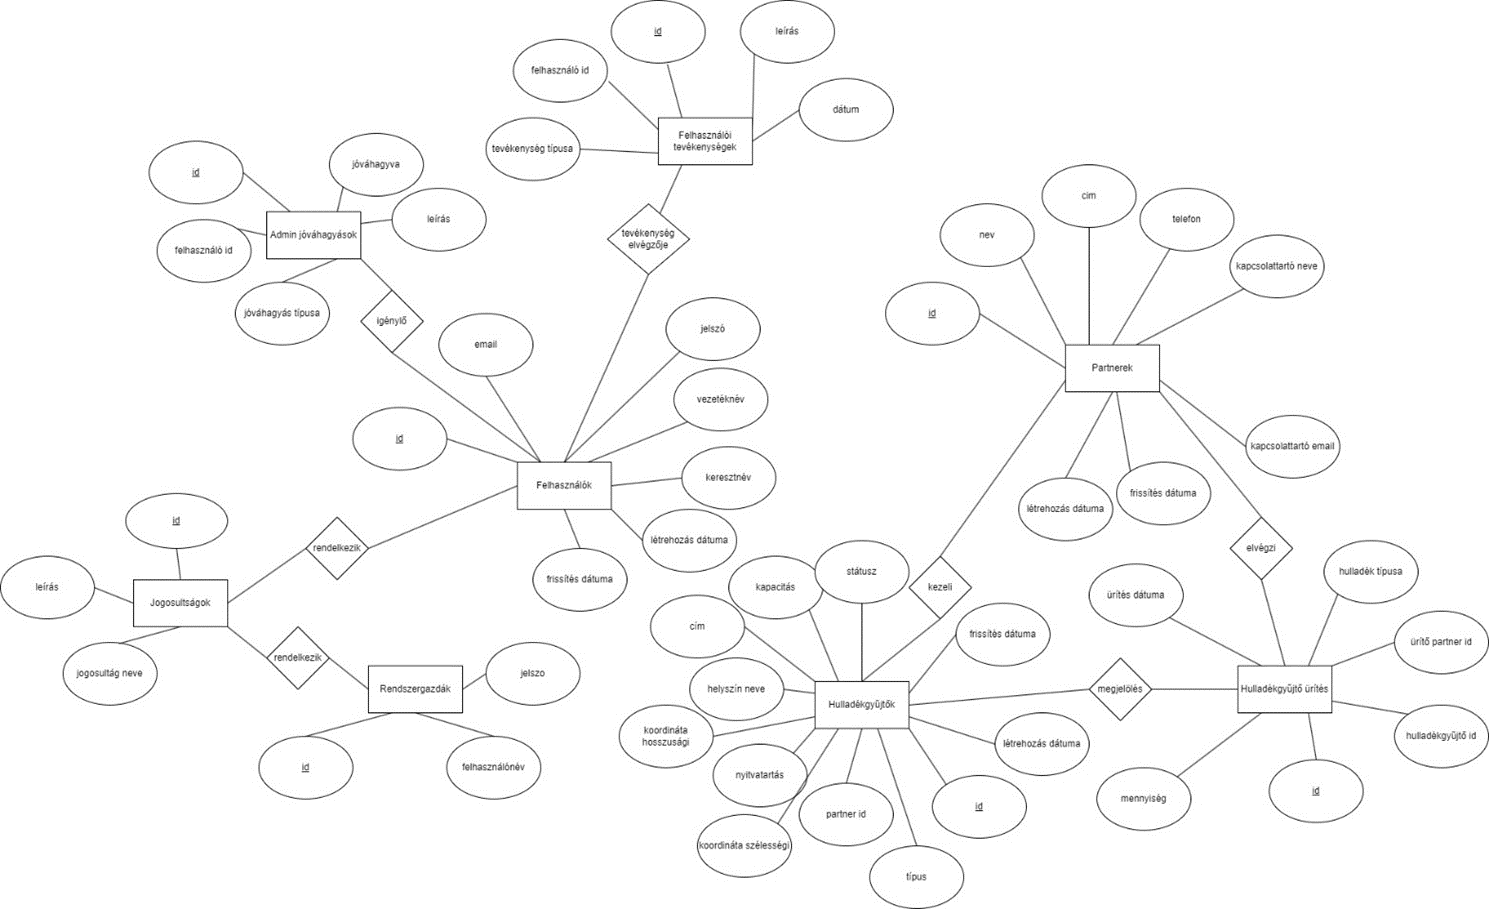 id
leírás
felhasználó id
dátum
tevékenység típusa
Felhasználói
tevékenységek
id
jóváhagyva
leírás
Admin jóváhagyások
felhasználó id
jóváhagyás típusa
igénylő
tevékenység
elvégzője
email
jelszó
vezetéknév
id
keresztnév
Felhasználók
létrehozás dátuma
frissítés dátuma
rendelkezik
id
leírás
Jogosultságok
jogosultág neve
rendelkezik
Rendszergazdák
jelszo
id
felhasználónév
cím
nev
telefon
kapcsolattartó neve
id
Partnerek
kapcsolattartó email
létrehozás dátuma
frissítés dátuma
kezeli
elvégzi
státusz
kapacitás
cím
frissítés dátuma
helyszín neve
Hulladékgyűjtők
koordináta
hosszusági
nyitvatartás
létrehozás dátuma
partner id
id
koordináta szélességi
típus
megjelölés
ürítés dátuma
hulladék típusa
ürítő partner id
Hulladékgyűjtő ürítés
hulladékgyűjtő id
mennyiség
id